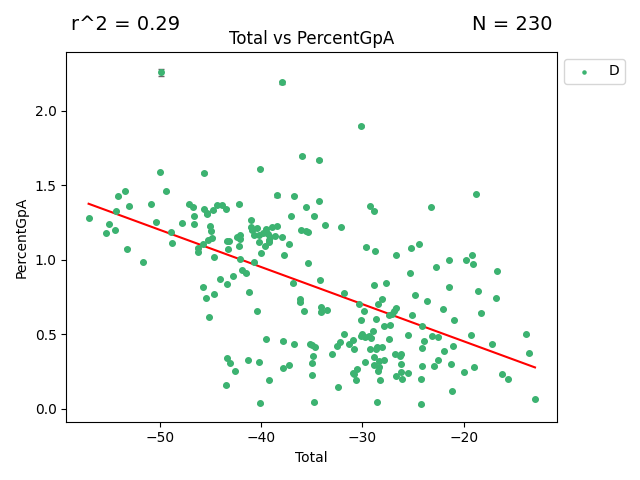 r^2 = 0.29
N = 230
Total vs PercentGpA
D
PercentGpA
2.0
1.5
1.0
0.5
0.0
−50
−40
−30
−20
Total